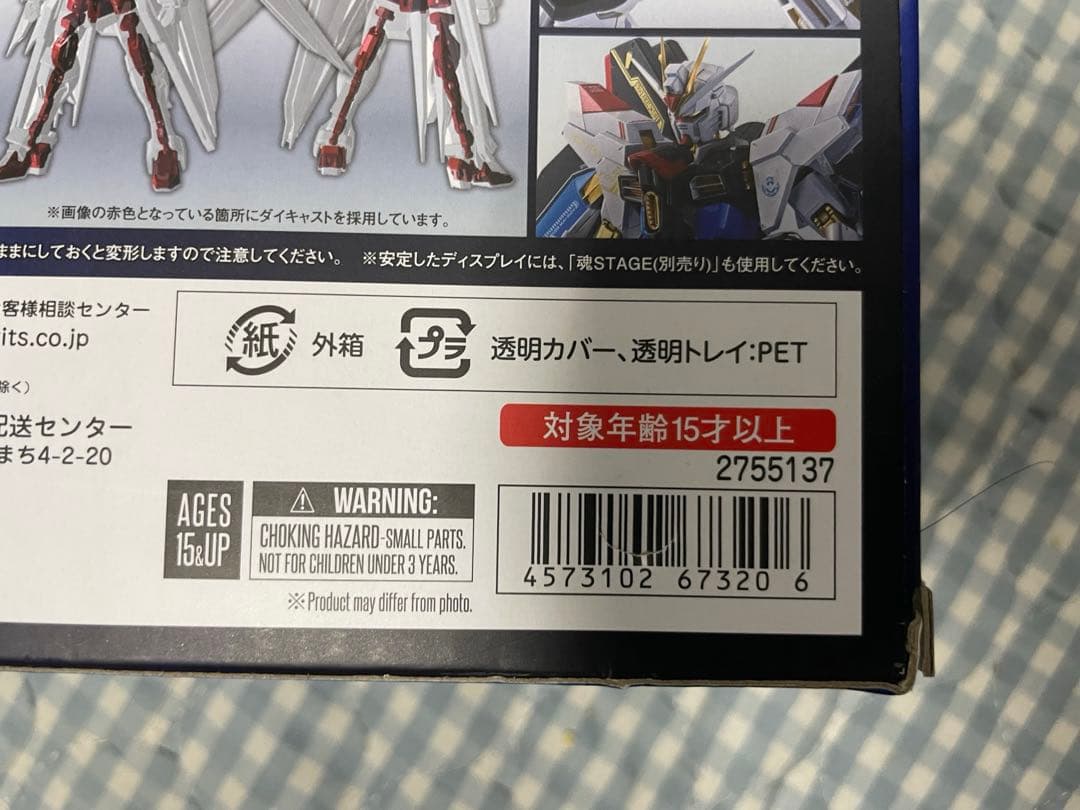 ※画像の赤色となっている箇所にダイキャストを採用しています。
ままにしておくと変形しますので注意してください。 ※安定したディスプレイには、「魂STAGE(別売り)」も使用してください。
客様相談センター
its.co.jp
除く)
配送センター
まち4-2-20
紙 外箱 プラ 透明カバー、透明トレイ:PET
対象年齢15才以上
2755137
AGES
15&UP
⚠ WARNING:
CHOKING HAZARD-SMALL PARTS.
NOT FOR CHILDREN UNDER 3 YEARS.
※Product may differ from photo.
4573102 67320 6